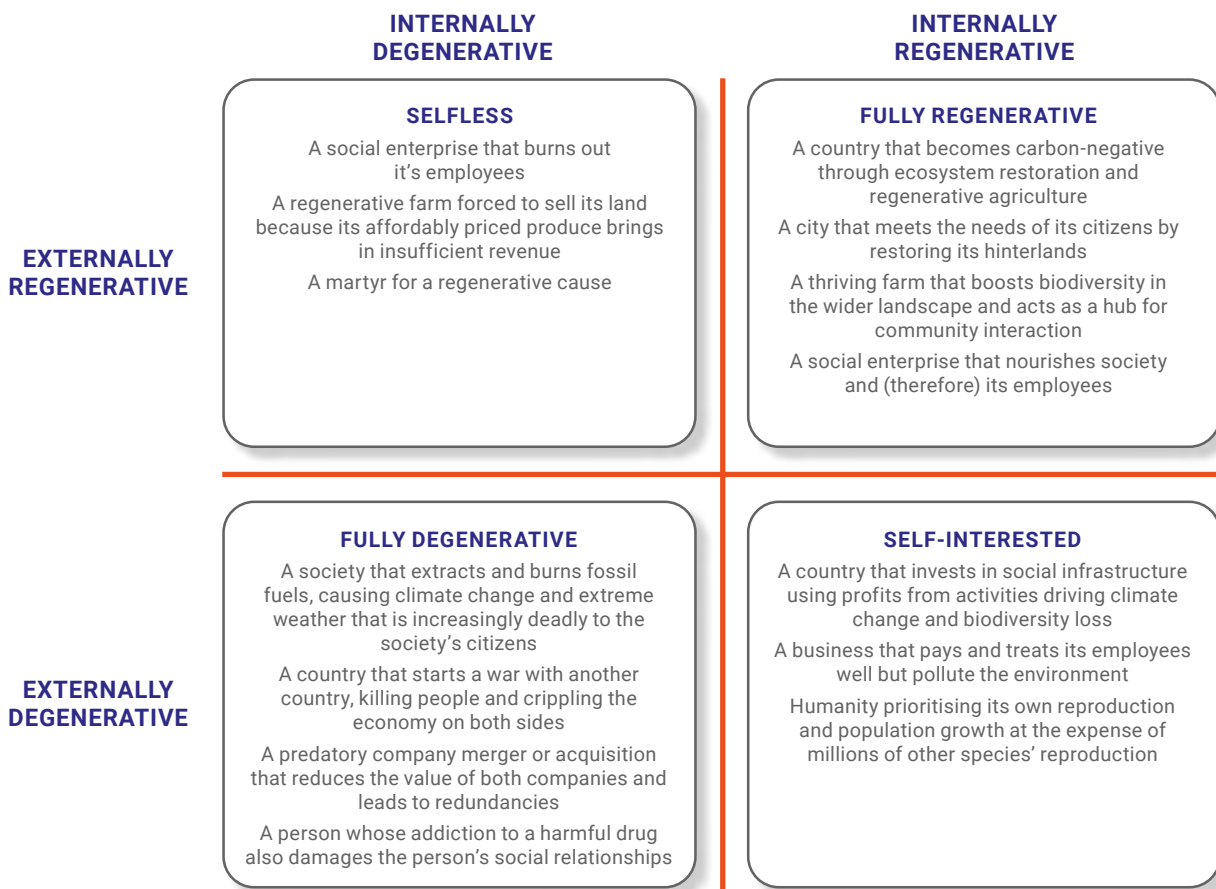 INTERNALLY
DEGENERATIVE
INTERNALLY
REGENERATIVE
EXTERNALLY
REGENERATIVE
SELFLESS
A social enterprise that burns out
it’s employees
A regenerative farm forced to sell its land
because its affordably priced produce brings
in insufficient revenue
A martyr for a regenerative cause
FULLY REGENERATIVE
A country that becomes carbon-negative
through ecosystem restoration and
regenerative agriculture
A city that meets the needs of its citizens by
restoring its hinterlands
A thriving farm that boosts biodiversity in
the wider landscape and acts as a hub for
community interaction
A social enterprise that nourishes society
and (therefore) its employees
EXTERNALLY
DEGENERATIVE
FULLY DEGENERATIVE
A society that extracts and burns fossil
fuels, causing climate change and extreme
weather that is increasingly deadly to the
society’s citizens
A country that starts a war with another
country, killing people and crippling the
economy on both sides
A predatory company merger or acquisition
that reduces the value of both companies and
leads to redundancies
A person whose addiction to a harmful drug
also damages the person’s social relationships
SELF-INTERESTED
A country that invests in social infrastructure
using profits from activities driving climate
change and biodiversity loss
A business that pays and treats its employees
well but pollute the environment
Humanity prioritising its own reproduction
and population growth at the expense of
millions of other species’ reproduction